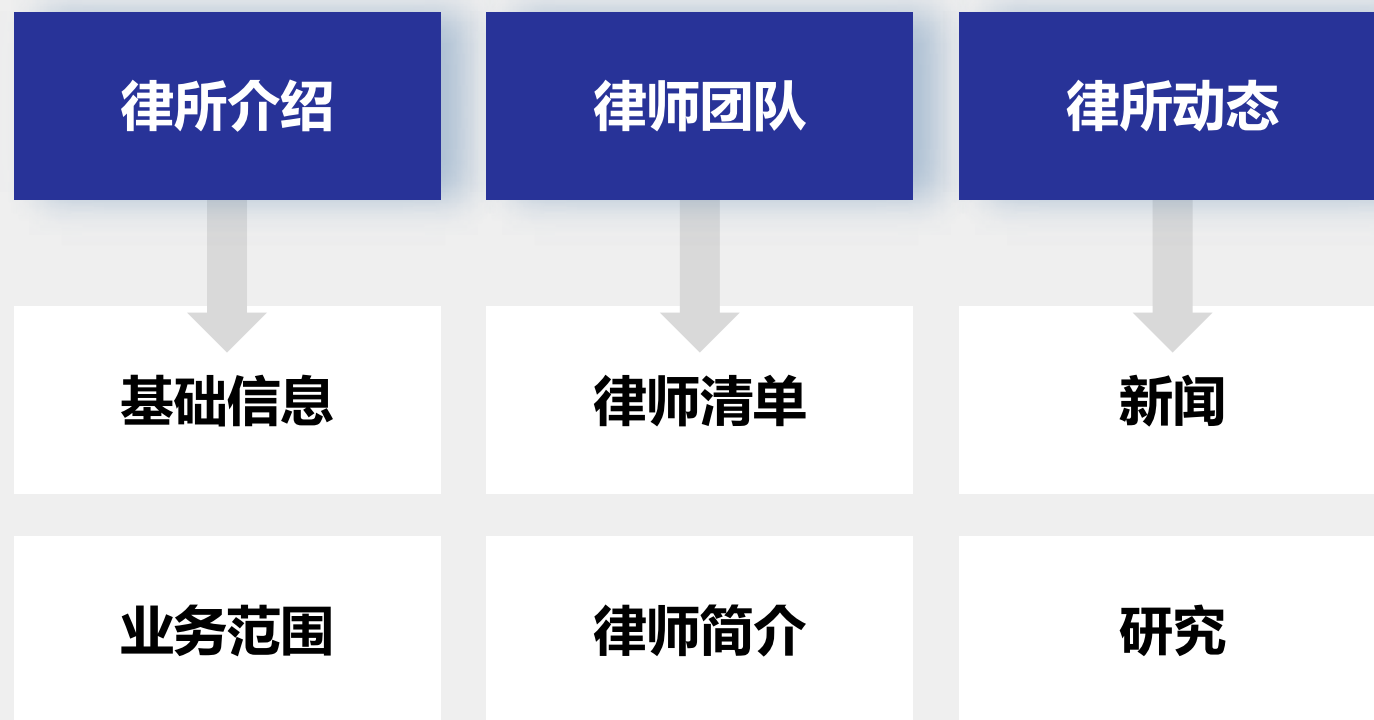 律所介绍
律师团队
律所动态
基础信息
律师清单
新闻
业务范围
律师简介
研究